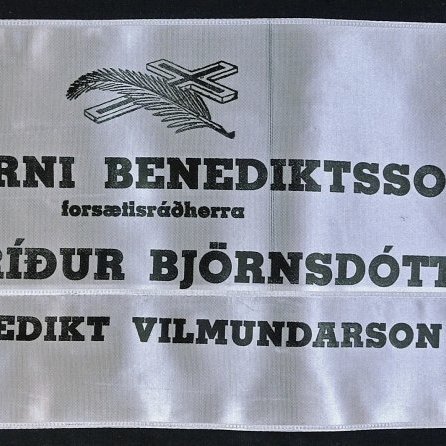 RNI BENEDIKTSSO
forsætisráðherra
RÍÐUR BJÖRNSDÓTT
EDIKT VILMUNDARSON